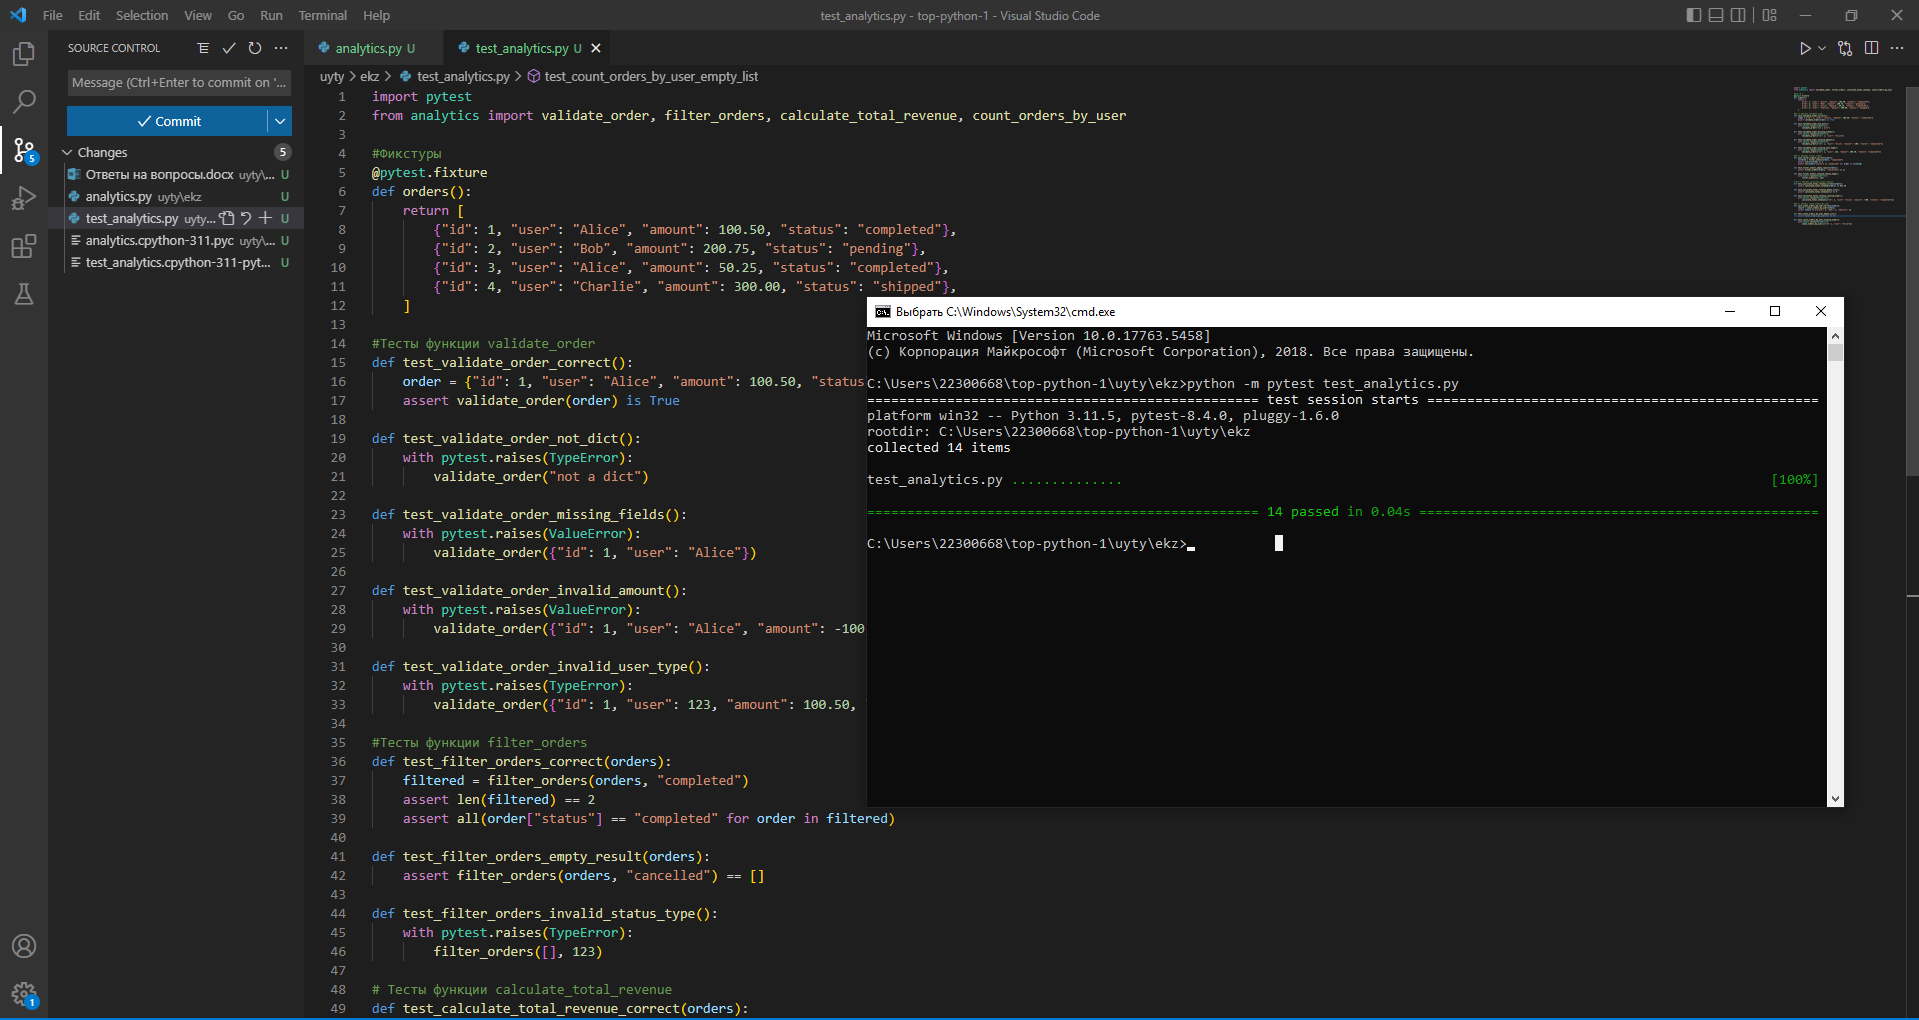 File Edit Selection View Go Run Terminal Help
test_analytics.py - top-python-1 - Visual Studio Code
SOURCE CONTROL
Message (Ctrl+Enter to commit on '...
Commit
Changes 5
Ответы на вопросы.docx uyty\... U
analytics.py uyty\ekz U
test_analytics.py uyty... U
analytics.cpython-311.pyc uyty\... U
test_analytics.cpython-311-pyt... U
5
1
analytics.py U
test_analytics.py U
uyty > ekz > test_analytics.py > test_count_orders_by_user_empty_list
1 import pytest
2 from analytics import validate_order, filter_orders, calculate_total_revenue, count_orders_by_user
3
4 #Фикстуры
5 @pytest.fixture
6 def orders():
7 return [
8 {"id": 1, "user": "Alice", "amount": 100.50, "status": "completed"},
9 {"id": 2, "user": "Bob", "amount": 200.75, "status": "pending"},
10 {"id": 3, "user": "Alice", "amount": 50.25, "status": "completed"},
11 {"id": 4, "user": "Charlie", "amount": 300.00, "status": "shipped"},
12 ]
13
14 #Тесты функции validate_order
15 def test_validate_order_correct():
16 order = {"id": 1, "user": "Alice", "amount": 100.50, "status
17 assert validate_order(order) is True
18
19 def test_validate_order_not_dict():
20 with pytest.raises(TypeError):
21 validate_order("not a dict")
22
23 def test_validate_order_missing_fields():
24 with pytest.raises(ValueError):
25 validate_order({"id": 1, "user": "Alice"})
26
27 def test_validate_order_invalid_amount():
28 with pytest.raises(ValueError):
29 validate_order({"id": 1, "user": "Alice", "amount": -100
30
31 def test_validate_order_invalid_user_type():
32 with pytest.raises(TypeError):
33 validate_order({"id": 1, "user": 123, "amount": 100.50,
34
35 #Тесты функции filter_orders
36 def test_filter_orders_correct(orders):
37 filtered = filter_orders(orders, "completed")
38 assert len(filtered) == 2
39 assert all(order["status"] == "completed" for order in filtered)
40
41 def test_filter_orders_empty_result(orders):
42 assert filter_orders(orders, "cancelled") == []
43
44 def test_filter_orders_invalid_status_type():
45 with pytest.raises(TypeError):
46 filter_orders([], 123)
47
48 # Тесты функции calculate_total_revenue
49 def test_calculate_total_revenue_correct(orders):
Выбрать C:\Windows\System32\cmd.exe
Microsoft Windows [Version 10.0.17763.5458]
(c) Корпорация Майкрософт (Microsoft Corporation), 2018. Все права защищены.
C:\Users\22300668\top-python-1\uyty\ekz>python -m pytest test_analytics.py
================================================= test session starts =================================================
platform win32 -- Python 3.11.5, pytest-8.4.0, pluggy-1.6.0
rootdir: C:\Users\22300668\top-python-1\uyty\ekz
collected 14 items
test_analytics.py .............. [100%]
================================================= 14 passed in 0.04s ==================================================
C:\Users\22300668\top-python-1\uyty\ekz>